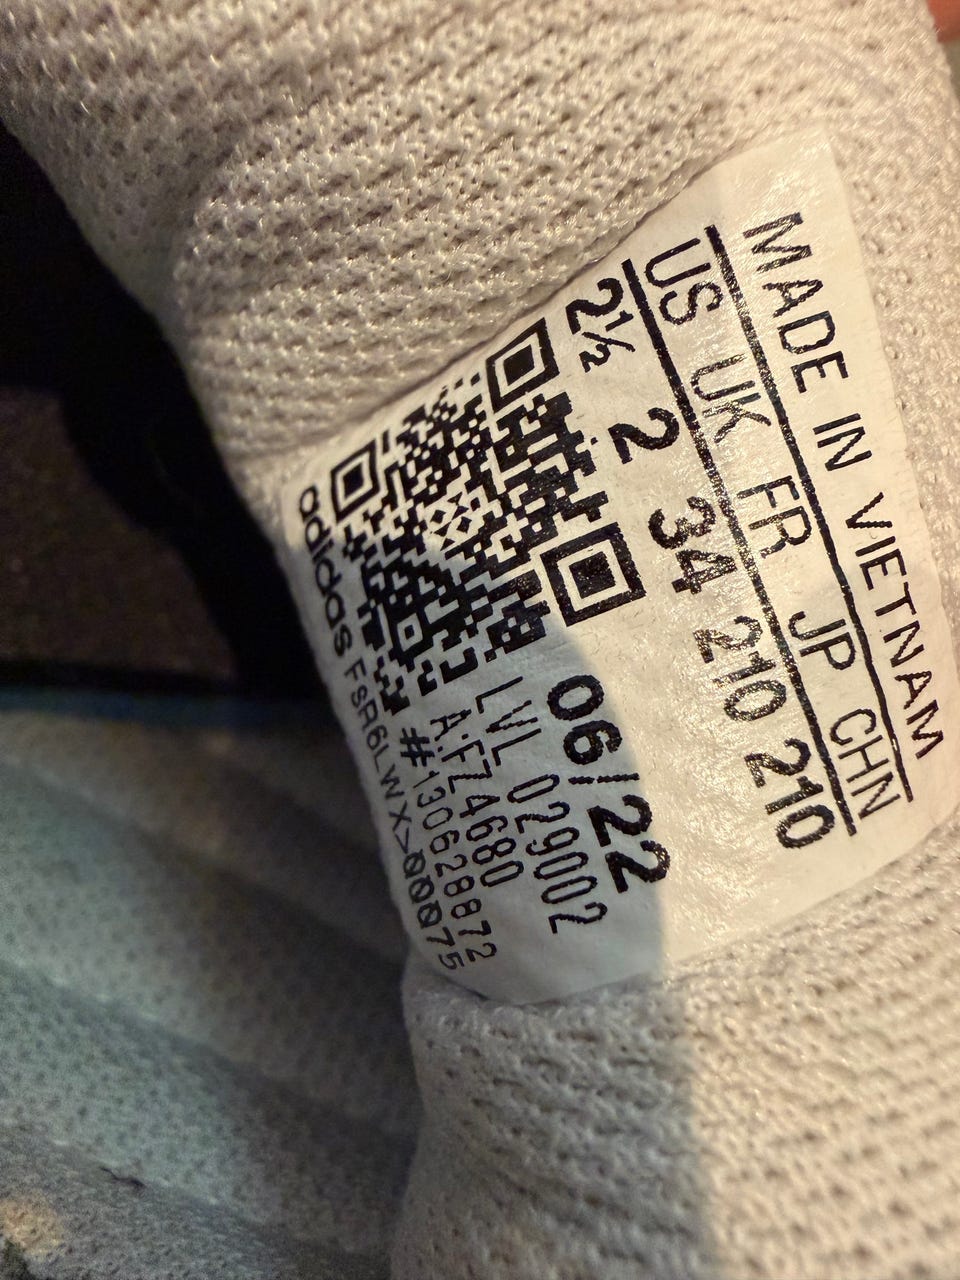 MADE IN VIETNAM
US UK FR JP CHN
2½ 2 34 210 210
06/22
LVL 029002
A.FZ4680
#130628872
adidas FSR6LWX>00075